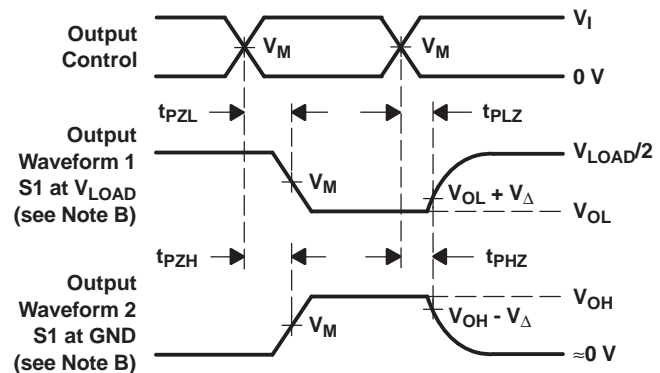 Output
Control
V_M
V_M
V_I
0 V
t_PZL
t_PLZ
Output
Waveform 1
S1 at V_LOAD
(see Note B)
V_M
V_LOAD/2
V_OL + V_Δ
V_OL
t_PZH
t_PHZ
Output
Waveform 2
S1 at GND
(see Note B)
V_M
V_OH
V_OH - V_Δ
≈0 V